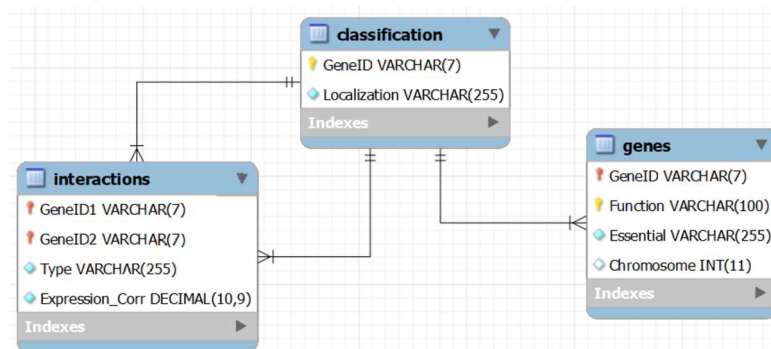 classification
GeneID VARCHAR(7)
Localization VARCHAR(255)
Indexes
interactions
GeneID1 VARCHAR(7)
GeneID2 VARCHAR(7)
Type VARCHAR(255)
Expression_Corr DECIMAL(10,9)
Indexes
genes
GeneID VARCHAR(7)
Function VARCHAR(100)
Essential VARCHAR(255)
Chromosome INT(11)
Indexes